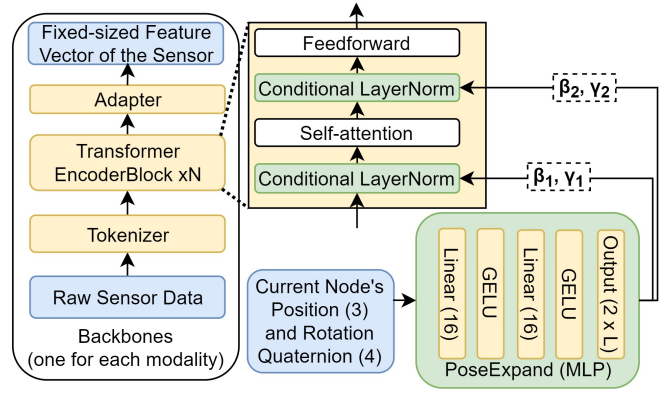 Fixed-sized Feature
Vector of the Sensor
Adapter
Transformer
EncoderBlock xN
Tokenizer
Raw Sensor Data
Backbones
(one for each modality)
Feedforward
Conditional LayerNorm
Self-attention
Conditional LayerNorm
β₂, γ₂
β₁, γ₁
Current Node's
Position (3)
and Rotation
Quaternion (4)
Linear (16)
GELU
Linear (16)
GELU
Output (2 x L)
PoseExpand (MLP)